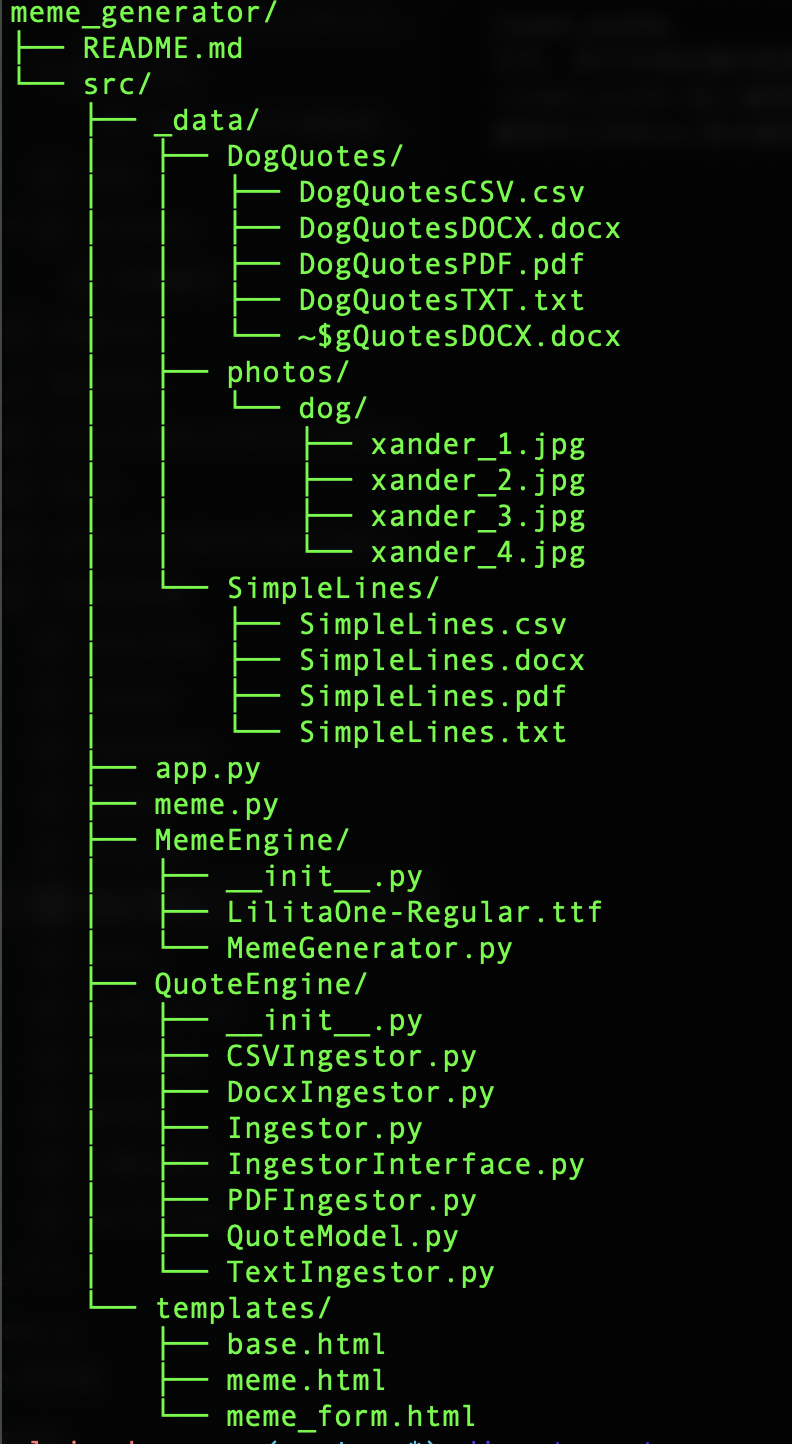 meme_generator/
├── README.md
└── src/
    ├── _data/
    │   ├── DogQuotes/
    │   │   ├── DogQuotesCSV.csv
    │   │   ├── DogQuotesDOCX.docx
    │   │   ├── DogQuotesPDF.pdf
    │   │   ├── DogQuotesTXT.txt
    │   │   └── ~$gQuotesDOCX.docx
    │   ├── photos/
    │   │   └── dog/
    │   │       ├── xander_1.jpg
    │   │       ├── xander_2.jpg
    │   │       ├── xander_3.jpg
    │   │       └── xander_4.jpg
    │   └── SimpleLines/
    │       ├── SimpleLines.csv
    │       ├── SimpleLines.docx
    │       ├── SimpleLines.pdf
    │       └── SimpleLines.txt
    ├── app.py
    ├── meme.py
    ├── MemeEngine/
    │   ├── __init__.py
    │   ├── LilitaOne-Regular.ttf
    │   └── MemeGenerator.py
    ├── QuoteEngine/
    │   ├── __init__.py
    │   ├── CSVIngestor.py
    │   ├── DocxIngestor.py
    │   ├── Ingestor.py
    │   ├── IngestorInterface.py
    │   ├── PDFIngestor.py
    │   ├── QuoteModel.py
    │   └── TextIngestor.py
    └── templates/
        ├── base.html
        ├── meme.html
        └── meme_form.html